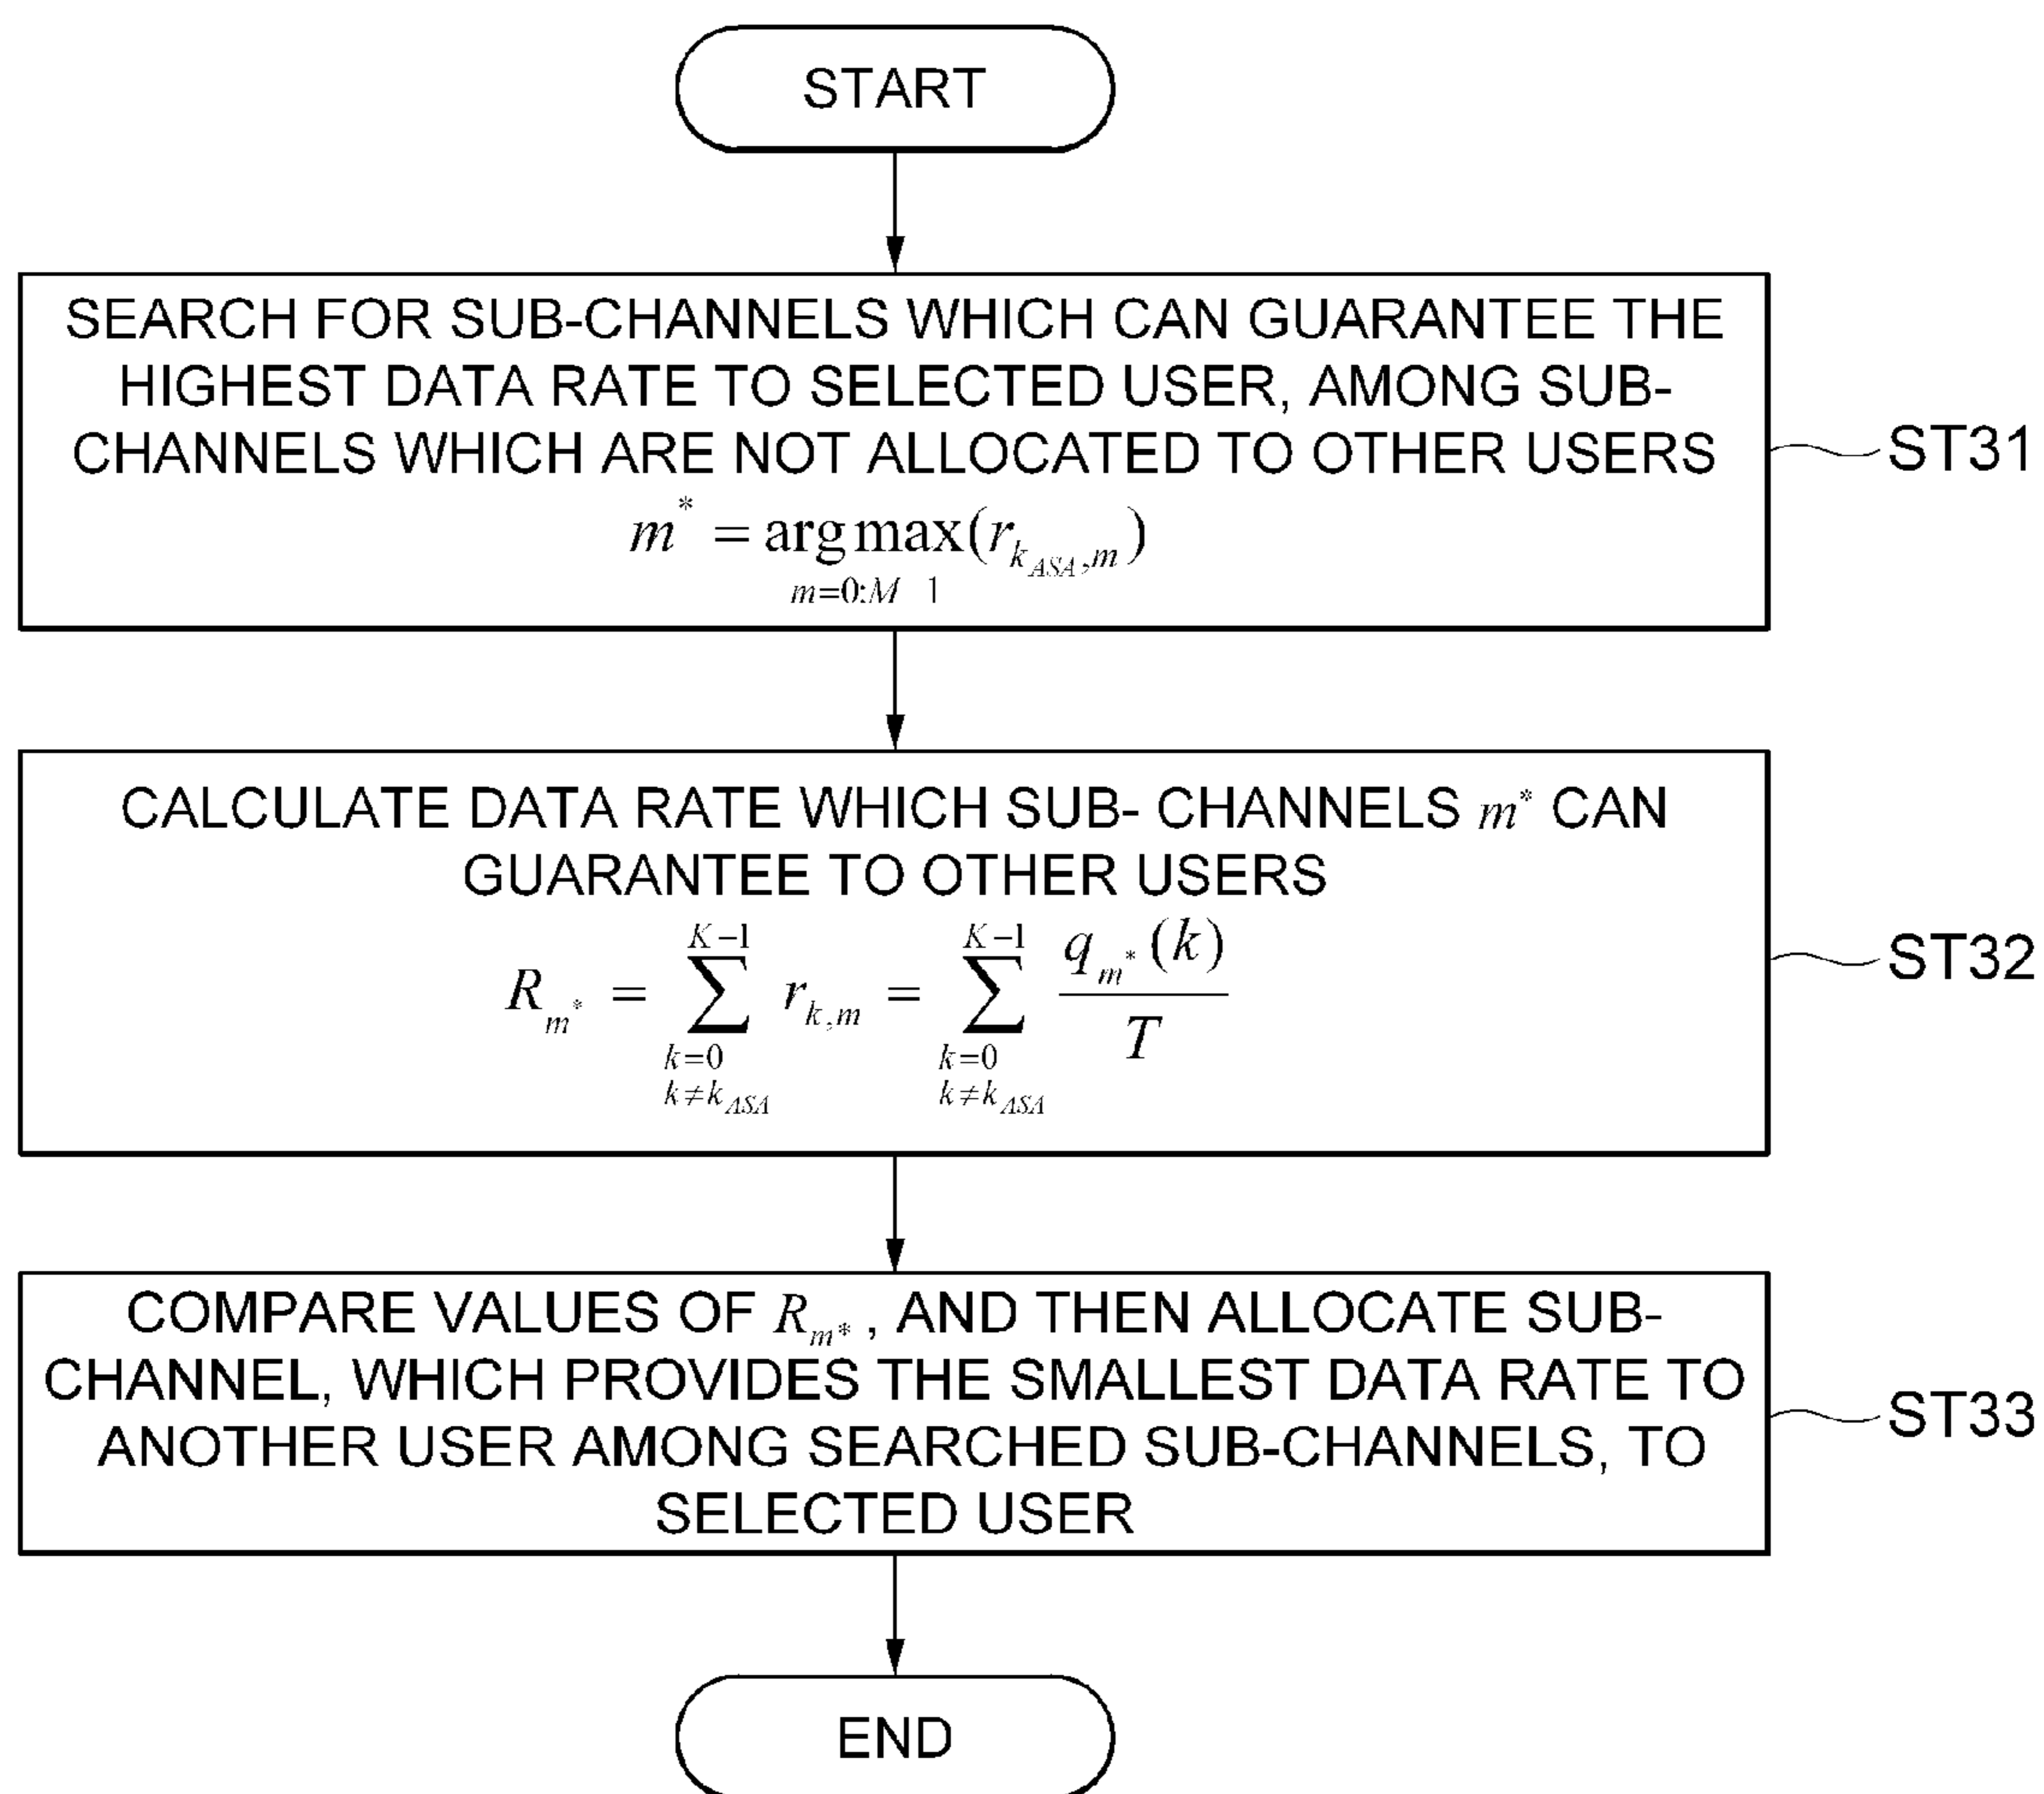 START
SEARCH FOR SUB-CHANNELS WHICH CAN GUARANTEE THE
HIGHEST DATA RATE TO SELECTED USER, AMONG SUB-
CHANNELS WHICH ARE NOT ALLOCATED TO OTHER USERS
m* = arg max(r_{k_{ASA},m})
m=0:M 1
ST31
CALCULATE DATA RATE WHICH SUB- CHANNELS m* CAN
GUARANTEE TO OTHER USERS
R_{m*} = \sum_{k=0, k≠k_{ASA}}^{K-1} r_{k,m} = \sum_{k=0, k≠k_{ASA}}^{K-1} \frac{q_{m*}(k)}{T}
ST32
COMPARE VALUES OF R_{m*} , AND THEN ALLOCATE SUB-
CHANNEL, WHICH PROVIDES THE SMALLEST DATA RATE TO
ANOTHER USER AMONG SEARCHED SUB-CHANNELS, TO
SELECTED USER
ST33
END